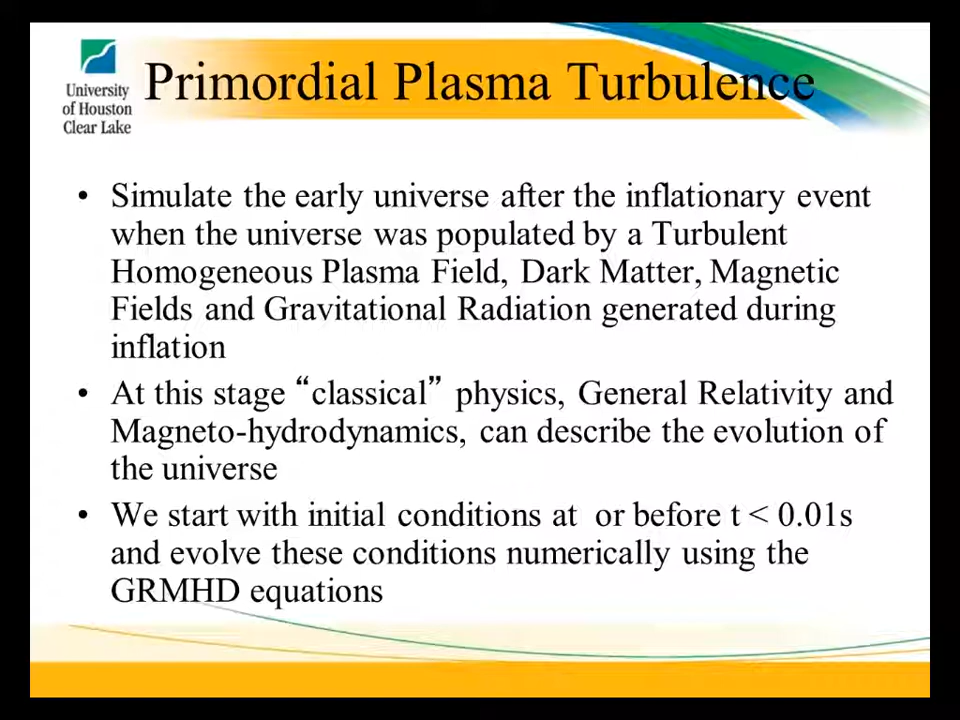 University
of Houston
Clear Lake
Primordial Plasma Turbulence
• Simulate the early universe after the inflationary event
when the universe was populated by a Turbulent
Homogeneous Plasma Field, Dark Matter, Magnetic
Fields and Gravitational Radiation generated during
inflation
• At this stage “classical” physics, General Relativity and
Magneto-hydrodynamics, can describe the evolution of
the universe
• We start with initial conditions at or before t < 0.01s
and evolve these conditions numerically using the
GRMHD equations